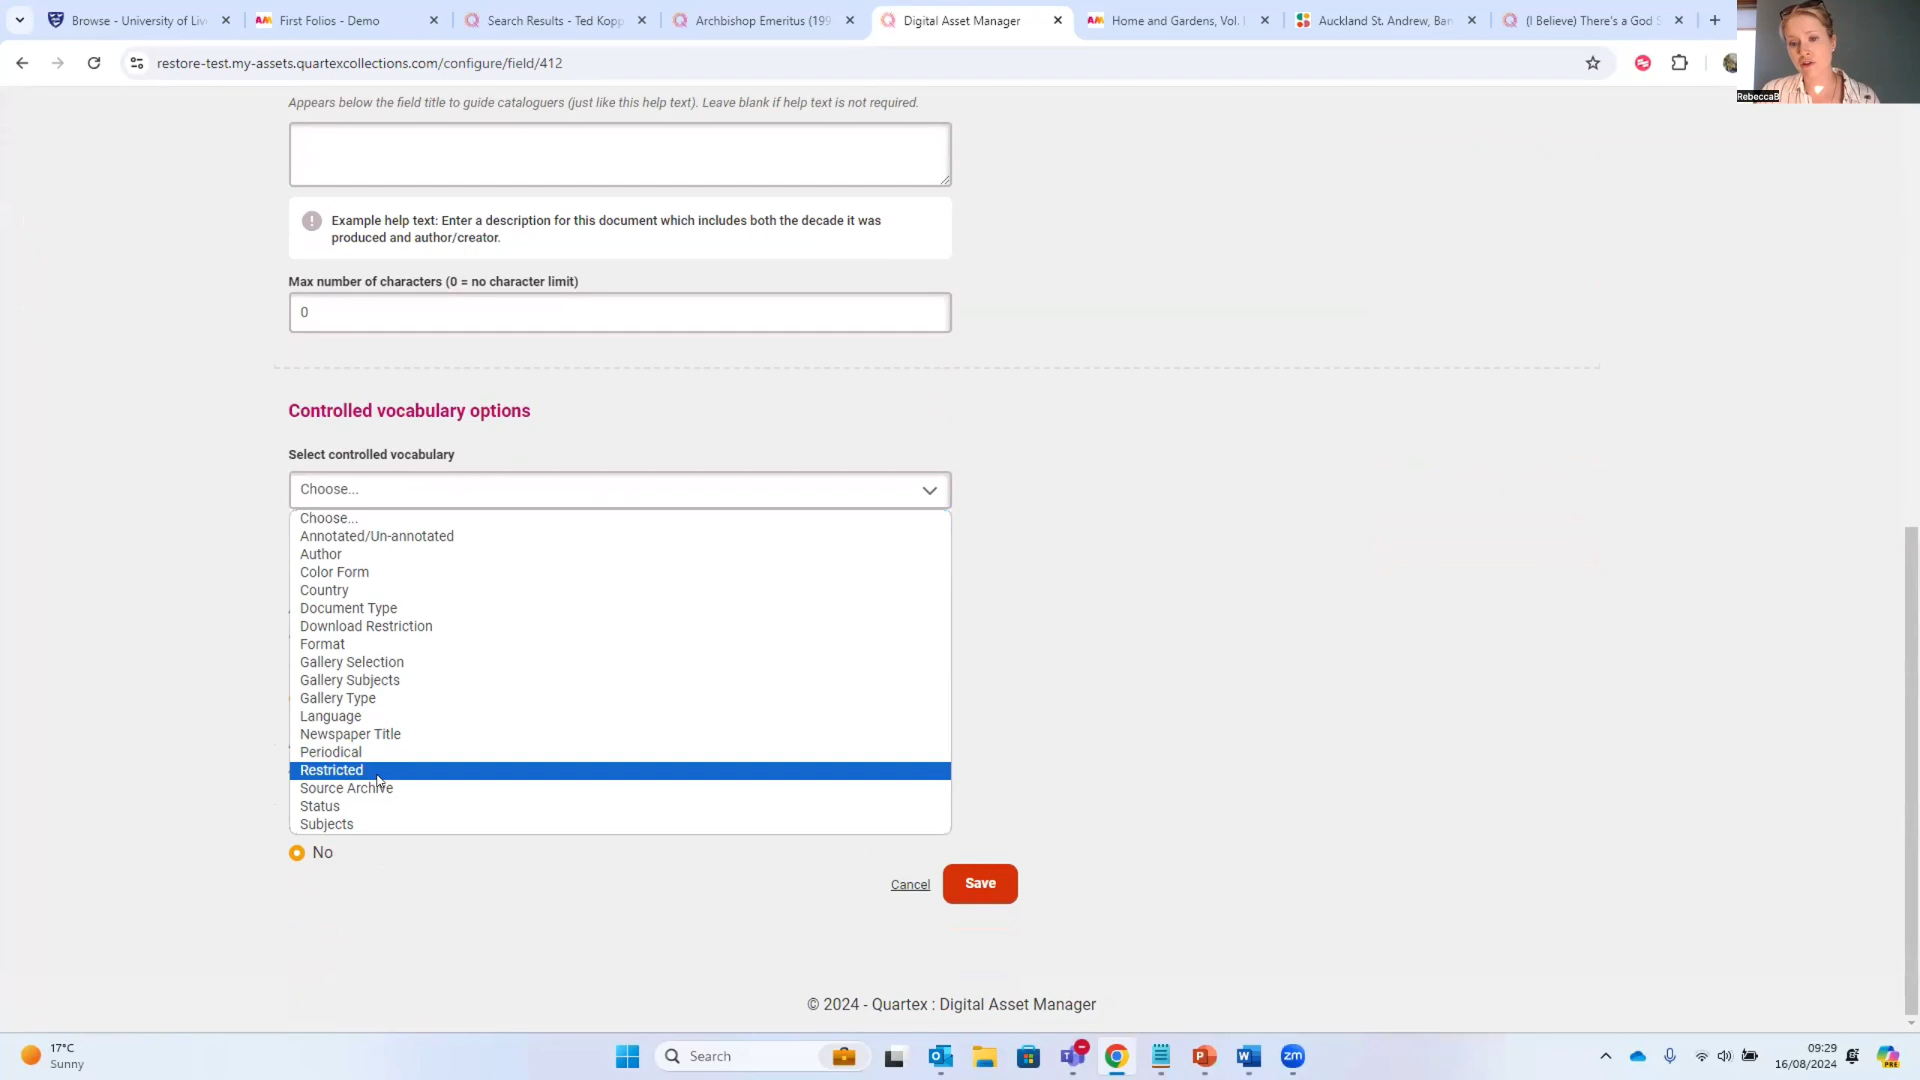 Browse - University of Liv
First Folios - Demo
Search Results - Ted Kopp
Archbishop Emeritus (199
Digital Asset Manager
Home and Gardens, Vol.
Auckland St. Andrew, Ban
(I Believe) There's a God S
restore-test.my-assets.quartexcollections.com/configure/field/412
RebeccaB
Appears below the field title to guide cataloguers (just like this help text). Leave blank if help text is not required.
Example help text: Enter a description for this document which includes both the decade it was
produced and author/creator.
Max number of characters (0 = no character limit)
0
Controlled vocabulary options
Select controlled vocabulary
Choose...
Choose...
Annotated/Un-annotated
Author
Color Form
Country
Document Type
Download Restriction
Format
Gallery Selection
Gallery Subjects
Gallery Type
Language
Newspaper Title
Periodical
Restricted
Source Archive
Status
Subjects
No
Cancel
Save
© 2024 - Quartex : Digital Asset Manager
17°C
Sunny
Search
zm
09:29
16/08/2024
PRE